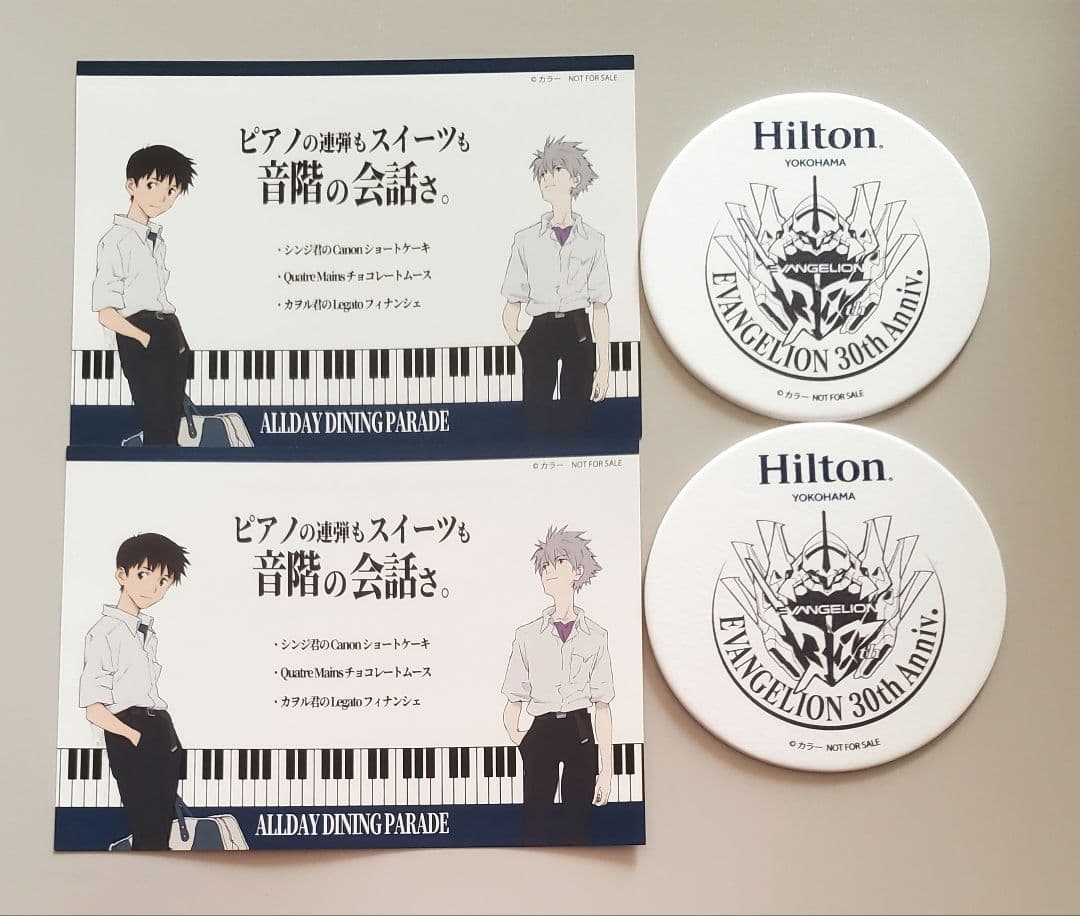 © カラー NOT FOR SALE
ピアノの連弾もスイーツも
音階の会話さ。
・シンジ君のCanonショートケーキ
・Quatre Mainsチョコレートムース
・カヲル君のLegatoフィナンシェ
ALLDAY DINING PARADE
© カラー NOT FOR SALE
ピアノの連弾もスイーツも
音階の会話さ。
・シンジ君のCanonショートケーキ
・Quatre Mainsチョコレートムース
・カヲル君のLegatoフィナンシェ
ALLDAY DINING PARADE
Hilton
YOKOHAMA
EVANGELION
30th
EVANGELION 30th Anniv.
© カラー NOT FOR SALE
Hilton
YOKOHAMA
EVANGELION
30th
EVANGELION 30th Anniv.
© カラー NOT FOR SALE